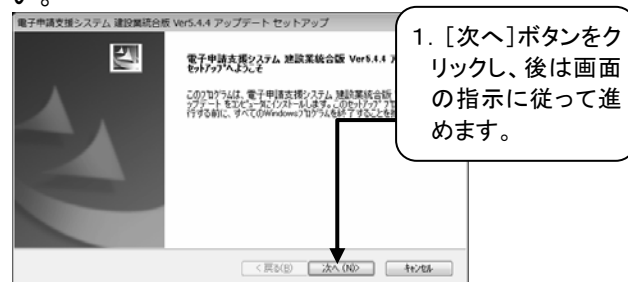 い。
電子申請支援システム 建設業統合版 Ver5.4.4 アップデート セットアップ
電子申請支援システム 建設業統合版 Ver5.4.4 ア
セットアップへようこそ
このプログラムは、電子申請支援システム 建設業統合版
ップデート をコンピュータにインストールします。このセットアップ プロ
行する前に、すべてのWindowsプログラムを終了することを
1. [次へ]ボタンをク
リックし、後は画面
の指示に従って進
めます。
< 戻る(B)
次へ (N)>
キャンセル